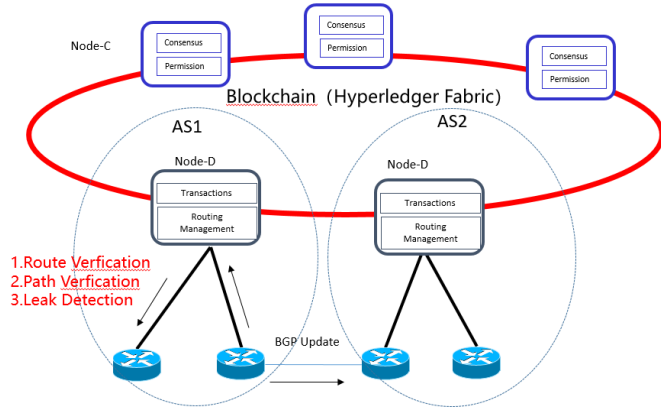 Node-C
Consensus
Permission
Consensus
Permission
Consensus
Permission
Blockchain（Hyperledger Fabric）
AS1
AS2
Node-D
Transactions
Routing
Management
Node-D
Transactions
Routing
Management
1.Route Verfication
2.Path Verfication
3.Leak Detection
BGP Update